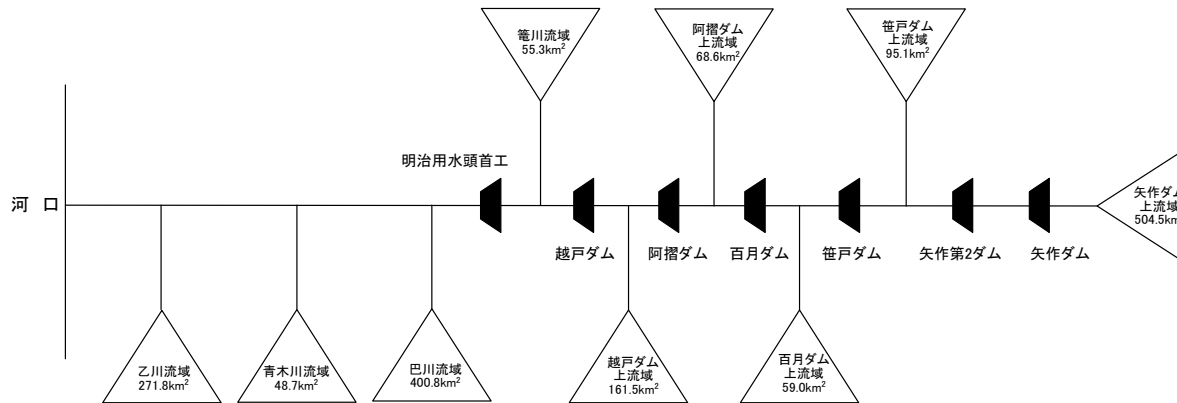 篭川流域
55.3km²
阿摺ダム
上流域
68.6km²
笹戸ダム
上流域
95.1km²
明治用水頭首工
河 口
矢作ダム
上流域
504.5km
越戸ダム
阿摺ダム
百月ダム
笹戸ダム
矢作第2ダム
矢作ダム
乙川流域
271.8km²
青木川流域
48.7km²
巴川流域
400.8km²
越戸ダム
上流域
161.5km²
百月ダム
上流域
59.0km²